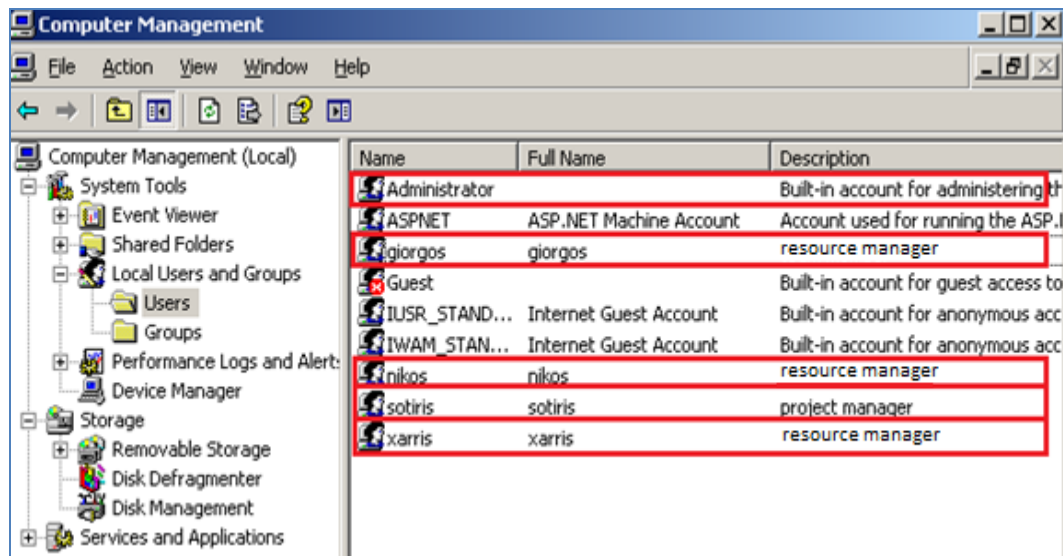 Computer Management
File Action View Window Help
Computer Management (Local)
System Tools
Event Viewer
Shared Folders
Local Users and Groups
Users
Groups
Performance Logs and Alert
Device Manager
Storage
Removable Storage
Disk Defragmenter
Disk Management
Services and Applications
Name Full Name Description
Administrator Built-in account for administering th
ASPNET ASP.NET Machine Account Account used for running the ASP.
giorgos giorgos resource manager
Guest Built-in account for guest access to
IUSR_STAND... Internet Guest Account Built-in account for anonymous acc
IWAM_STAN... Internet Guest Account Built-in account for anonymous acc
nikos nikos resource manager
sotiris sotiris project manager
xarris xarris resource manager